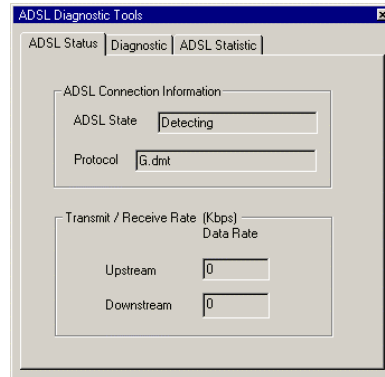 ADSL Diagnostic Tools
ADSL Status Diagnostic ADSL Statistic
ADSL Connection Information
ADSL State Detecting
Protocol G.dmt
Transmit / Receive Rate (Kbps)
Data Rate
Upstream 0
Downstream 0